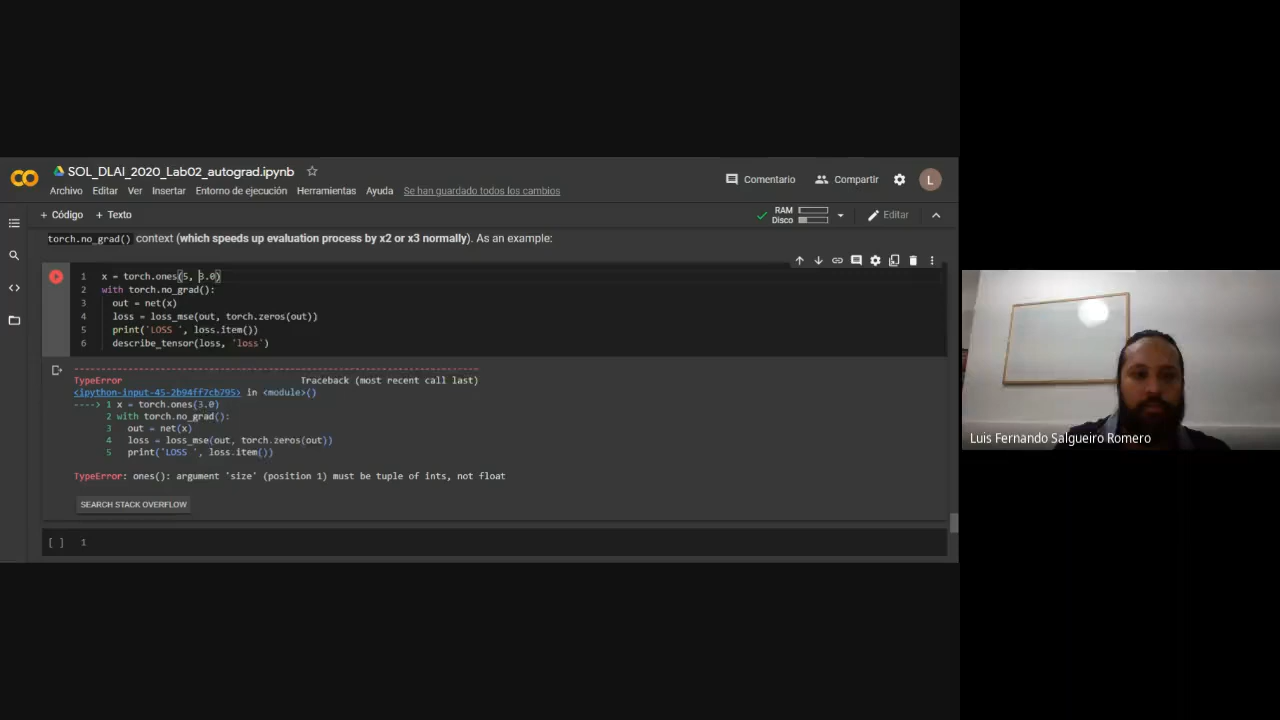 SOL_DLAI_2020_Lab02_autograd.ipynb
Archivo Editar Ver Insertar Entorno de ejecución Herramientas Ayuda Se han guardado todos los cambios
Comentario Compartir L
+ Código + Texto
RAM
Disco
Editar
torch.no_grad() context (which speeds up evaluation process by x2 or x3 normally). As an example:
1 x = torch.ones(5, 3.0)
2 with torch.no_grad():
3 out = net(x)
4 loss = loss_mse(out, torch.zeros(out))
5 print('LOSS ', loss.item())
6 describe_tensor(loss, 'loss')
TypeError Traceback (most recent call last)
<ipython-input-45-2b94ff7cb795> in <module>()
----> 1 x = torch.ones(3.0)
2 with torch.no_grad():
3 out = net(x)
4 loss = loss_mse(out, torch.zeros(out))
5 print('LOSS ', loss.item())
TypeError: ones(): argument 'size' (position 1) must be tuple of ints, not float
SEARCH STACK OVERFLOW
[ ] 1
Luis Fernando Salgueiro Romero